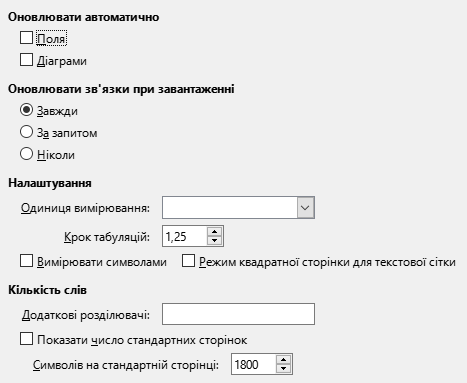 Оновлювати автоматично
Поля
Діаграми
Оновлювати зв'язки при завантаженні
Завжди
За запитом
Ніколи
Налаштування
Одиниця вимірювання:
Крок табуляцій: 1,25
Вимірювати символами Режим квадратної сторінки для текстової сітки
Кількість слів
Додаткові розділювачі:
Показати число стандартних сторінок
Символів на стандартній сторінці: 1800